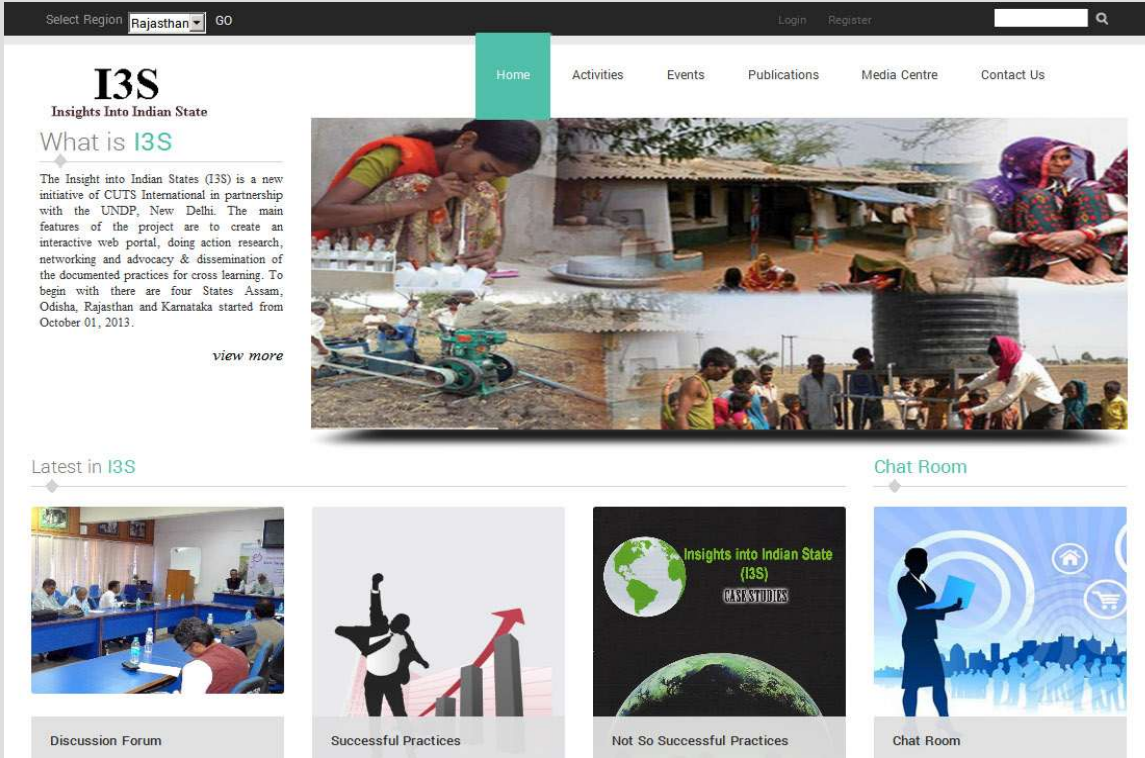 Select Region Rajasthan GO Login Register
I3S
Insights Into Indian State
Home Activities Events Publications Media Centre Contact Us
What is I3S
The Insight into Indian States (I3S) is a new
initiative of CUTS International in partnership
with the UNDP, New Delhi. The main
features of the project are to create an
interactive web portal, doing action research,
networking and advocacy & dissemination of
the documented practices for cross learning. To
begin with there are four States Assam,
Odisha, Rajasthan and Karnataka started from
October 01, 2013.
view more
Latest in I3S
Chat Room
Insights into Indian State
(I3S)
CASESTUDIES
Discussion Forum
Successful Practices
Not So Successful Practices
Chat Room